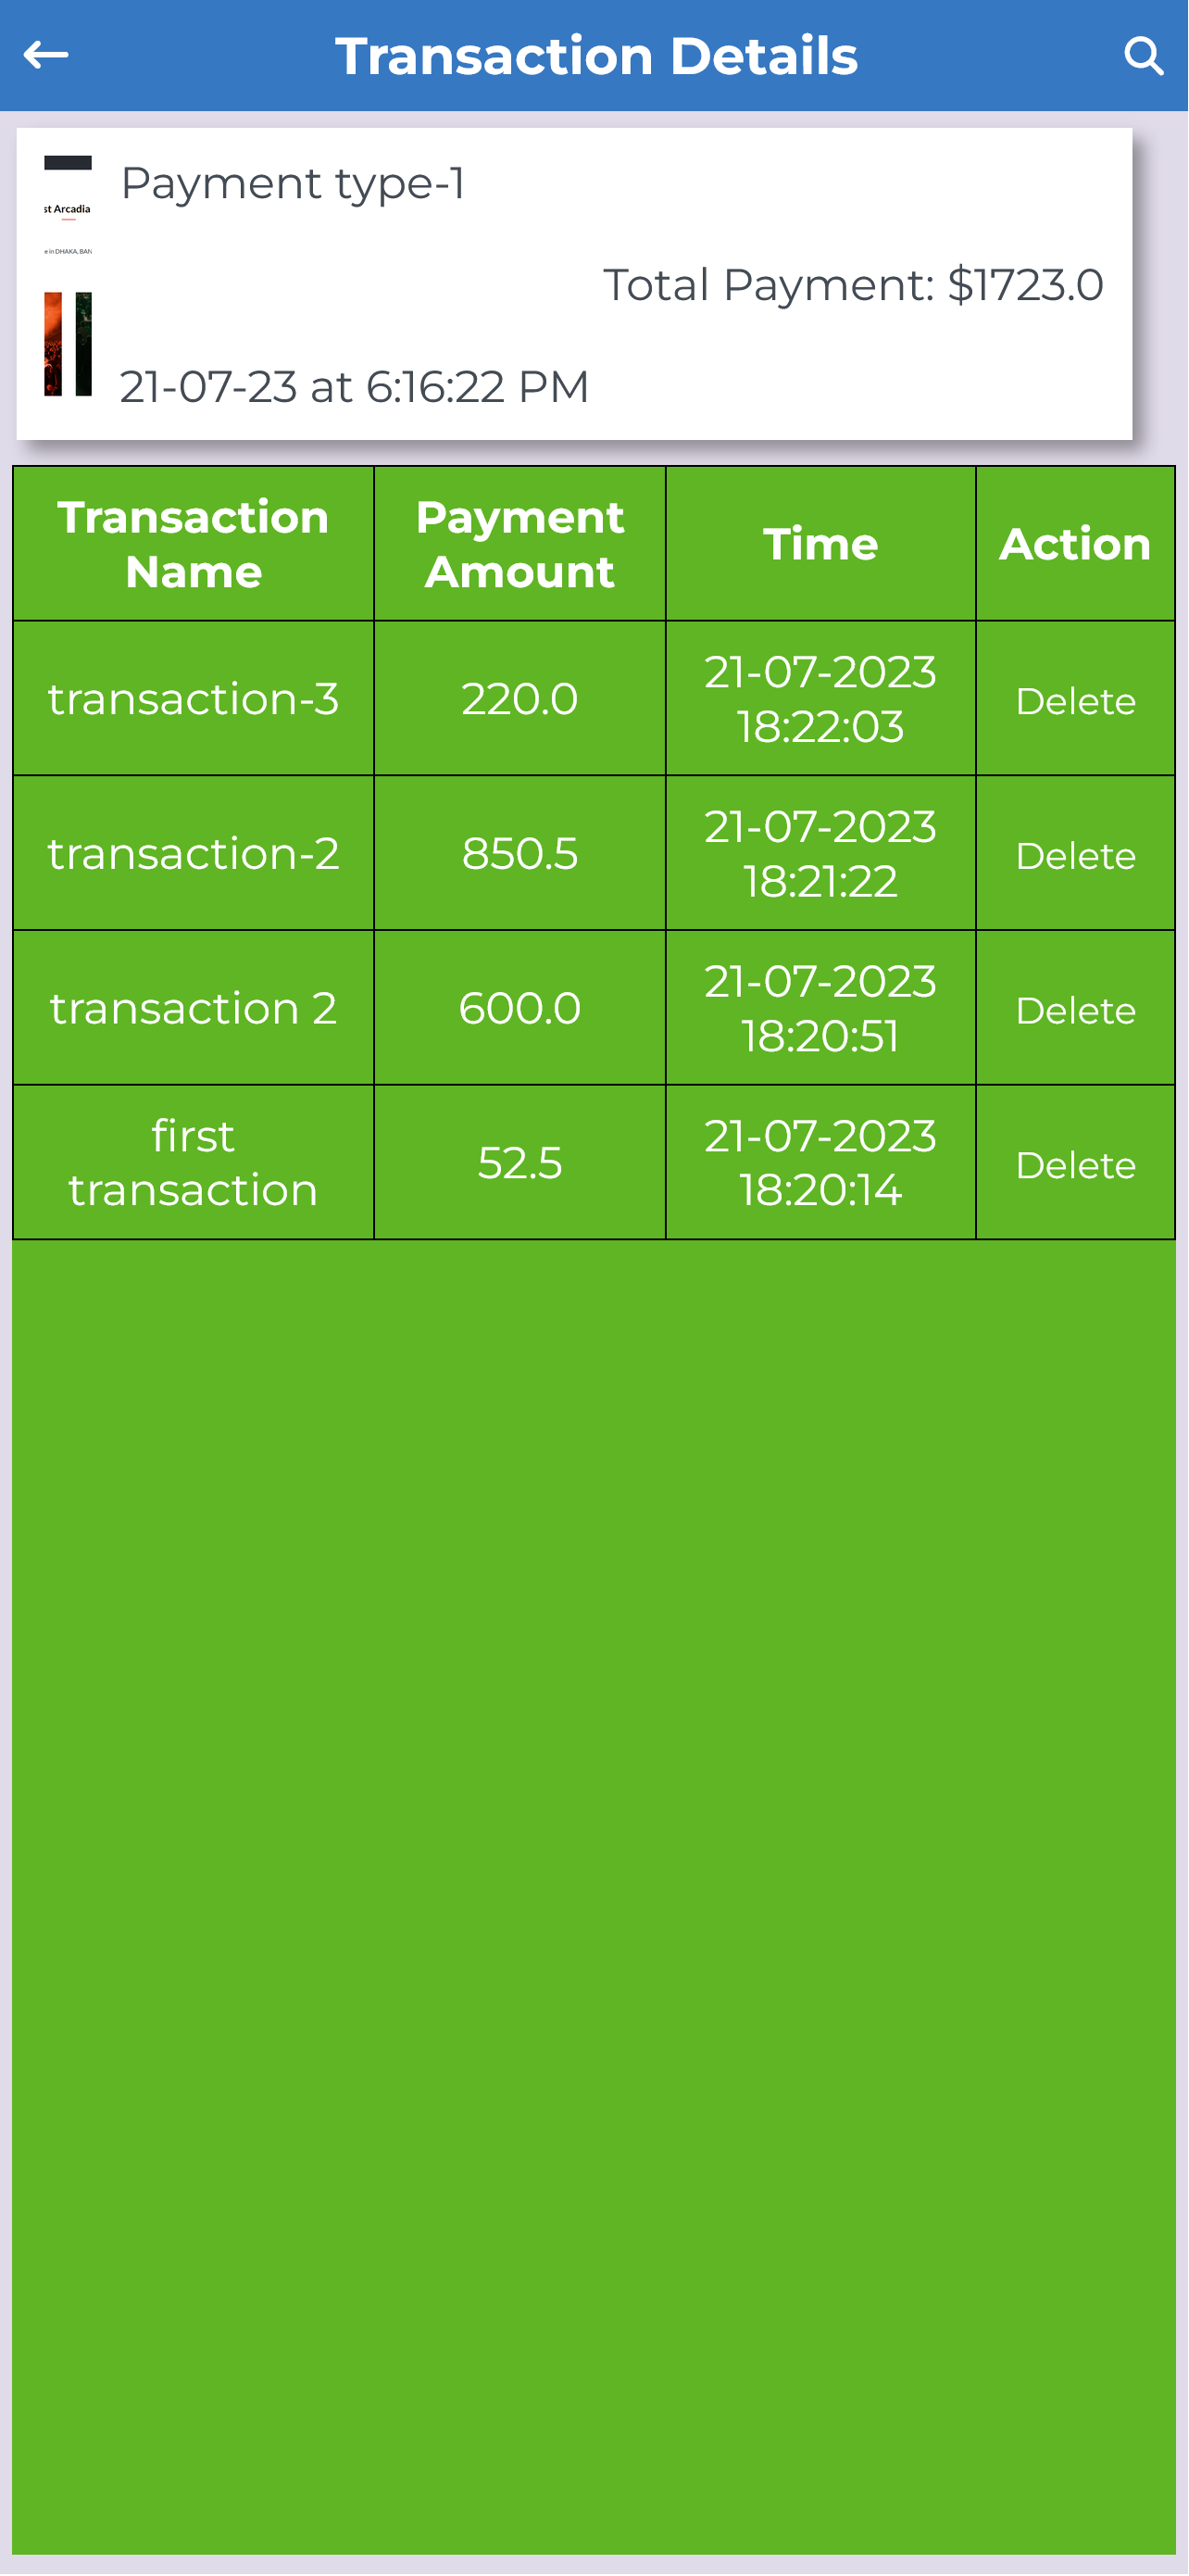 Transaction Details
Payment type-1
st Arcadia
e in DHAKA, BAN
Total Payment: $1723.0
21-07-23 at 6:16:22 PM
Transaction Name Payment Amount Time Action
transaction-3 220.0 21-07-2023 18:22:03 Delete
transaction-2 850.5 21-07-2023 18:21:22 Delete
transaction 2 600.0 21-07-2023 18:20:51 Delete
first transaction 52.5 21-07-2023 18:20:14 Delete